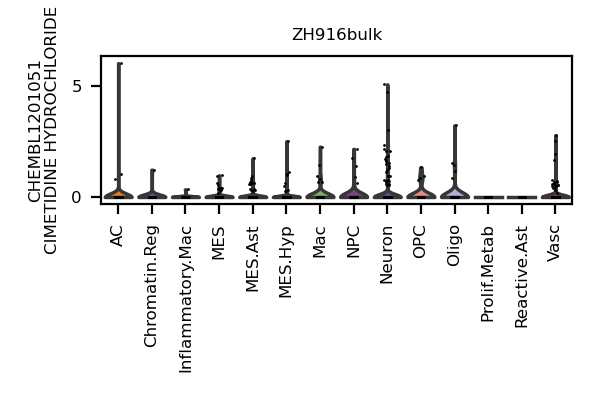 ZH916bulk
CHEMBL1201051
CIMETIDINE HYDROCHLORIDE
5
0
AC
Chromatin.Reg
Inflammatory.Mac
MES
MES.Ast
MES.Hyp
Mac
NPC
Neuron
OPC
Oligo
Prolif.Metab
Reactive.Ast
Vasc